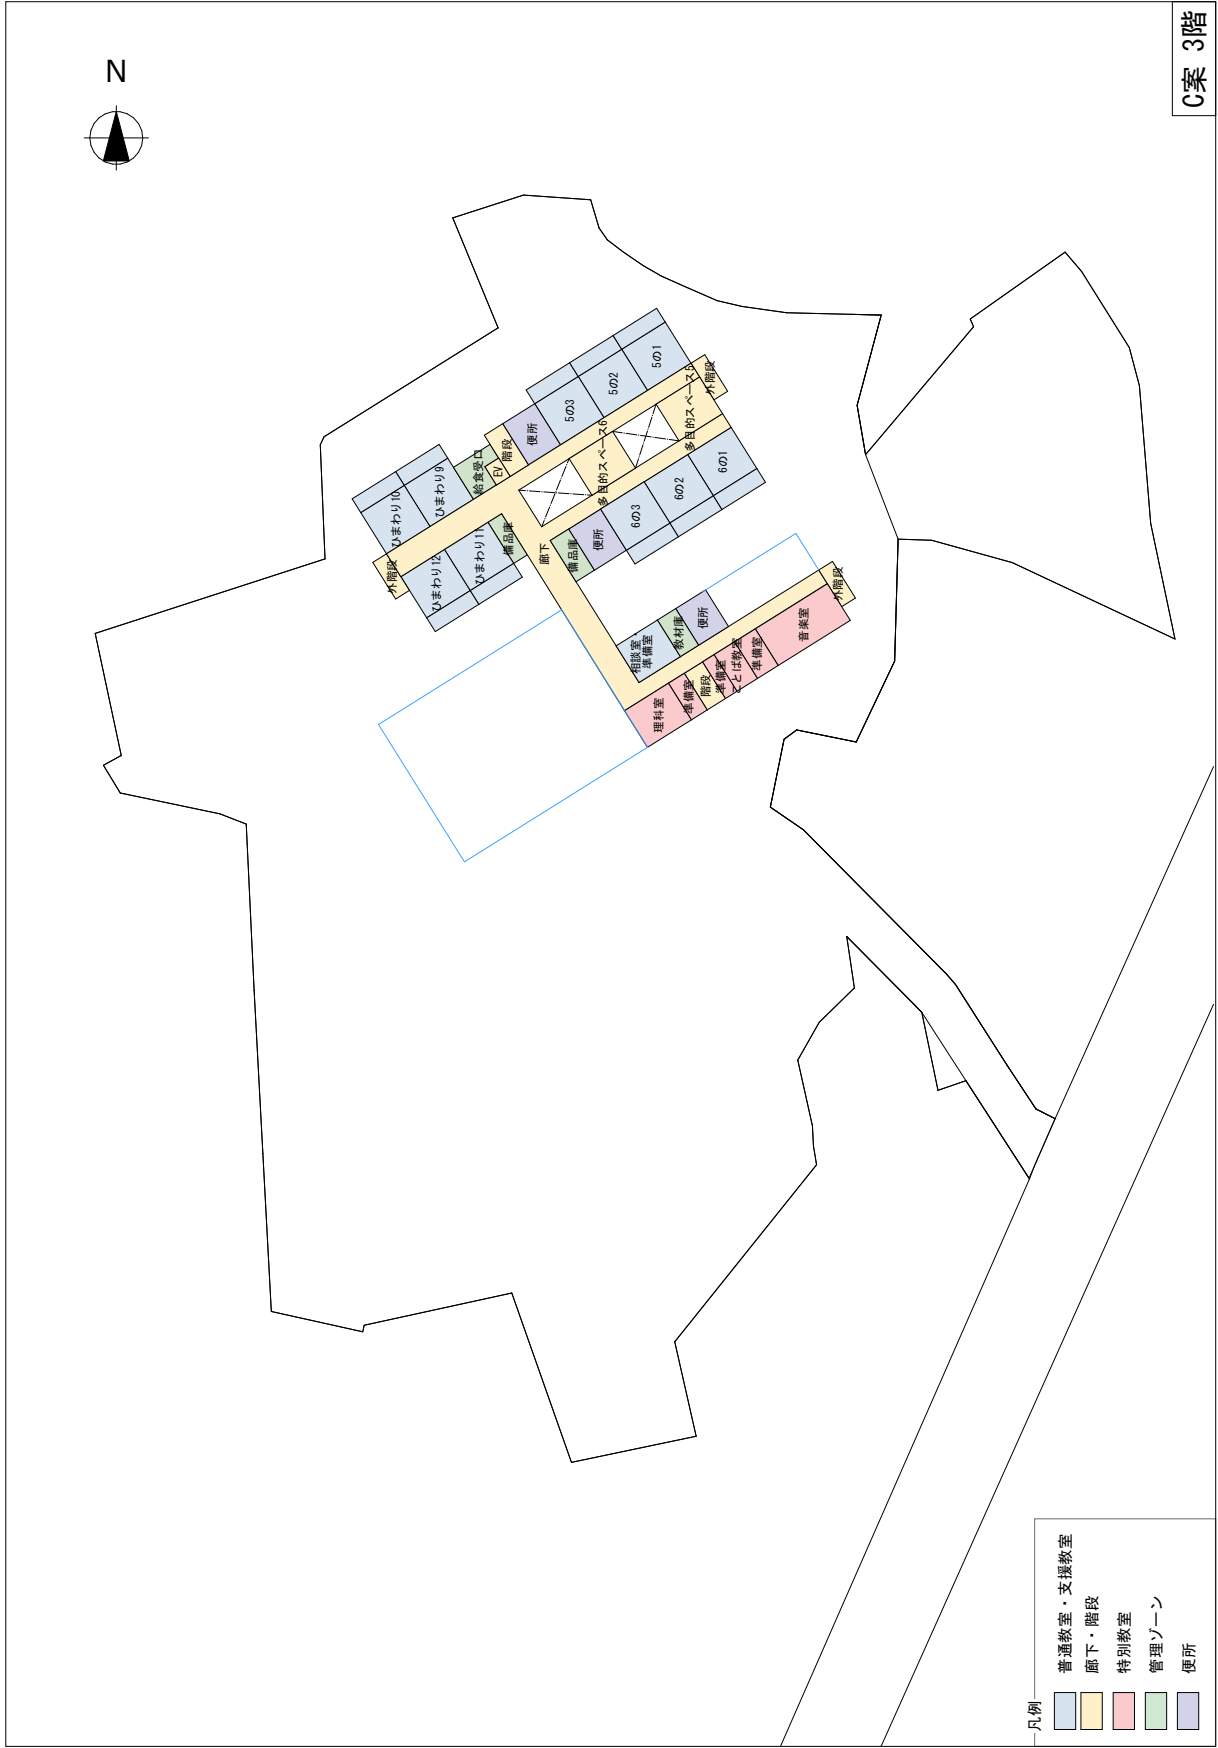 C案 3階
N
ひまわり10
ひまわり9
給食受口
EV
階段
便所
5の3
5の2
5の1
外階段
外階段
ひまわり12
ひまわり11
備品庫
廊下
備品庫
便所
多目的スペース6
多目的スペース5
6の3
6の2
6の1
相談室
準備室
教材庫
便所
外階段
理科室
準備室
階段
準備室
ことば教室
準備室
音楽室
凡例
普通教室・支援教室
廊下・階段
特別教室
管理ゾーン
便所